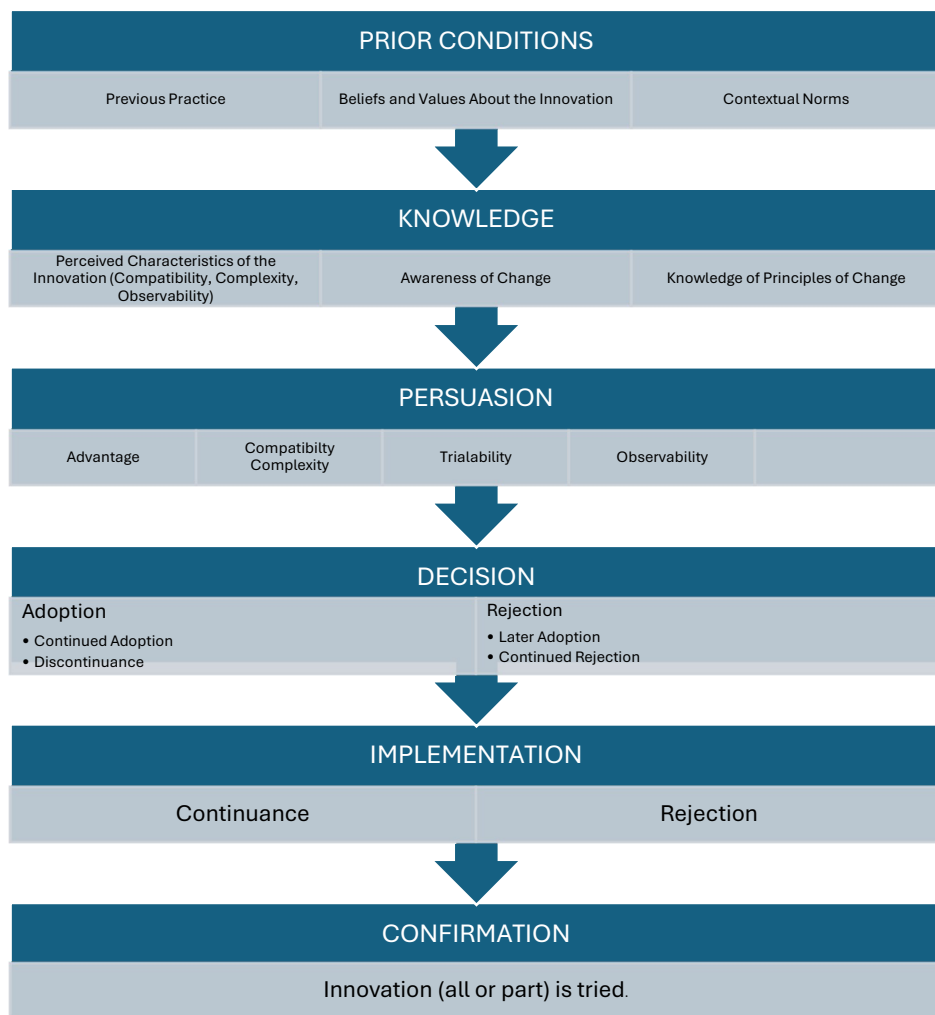 PRIOR CONDITIONS
Previous Practice
Beliefs and Values About the Innovation
Contextual Norms
KNOWLEDGE
Perceived Characteristics of the
Innovation (Compatibility, Complexity,
Observability)
Awareness of Change
Knowledge of Principles of Change
PERSUASION
Advantage
Compatibilty
Complexity
Trialability
Observability
DECISION
Adoption
• Continued Adoption
• Discontinuance
Rejection
• Later Adoption
• Continued Rejection
IMPLEMENTATION
Continuance
Rejection
CONFIRMATION
Innovation (all or part) is tried.